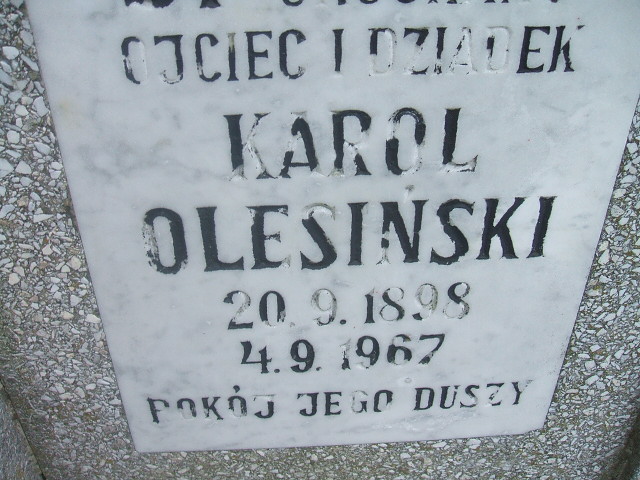 OJCIEC I DZIADEK
KAROL
OLESIŃSKI
20.9.1898
4.9.1967
POKÓJ JEGO DUSZY